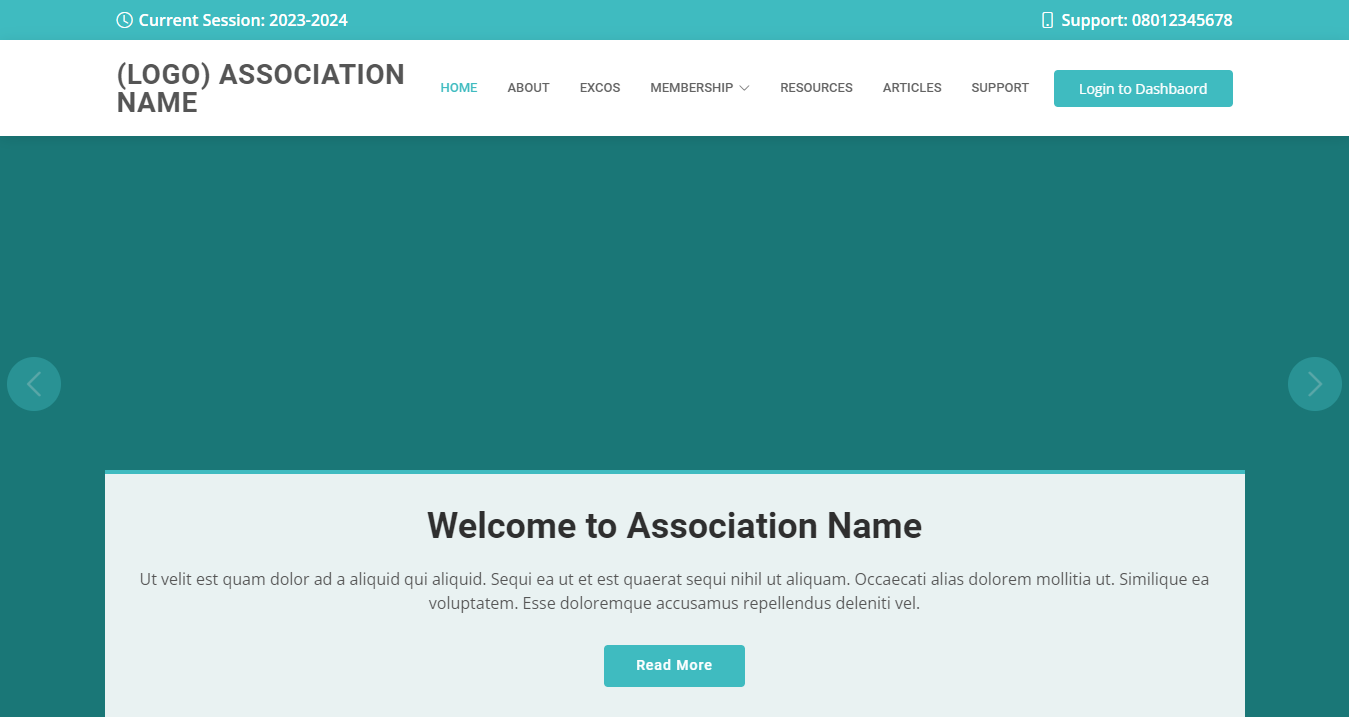 Current Session: 2023-2024
Support: 08012345678
(LOGO) ASSOCIATION
NAME
HOME
ABOUT
EXCOS
MEMBERSHIP
RESOURCES
ARTICLES
SUPPORT
Login to Dashbaord
Welcome to Association Name
Ut velit est quam dolor ad a aliquid qui aliquid. Sequi ea ut et est quaerat sequi nihil ut aliquam. Occaecati alias dolorem mollitia ut. Similique ea
voluptatem. Esse doloremque accusamus repellendus deleniti vel.
Read More